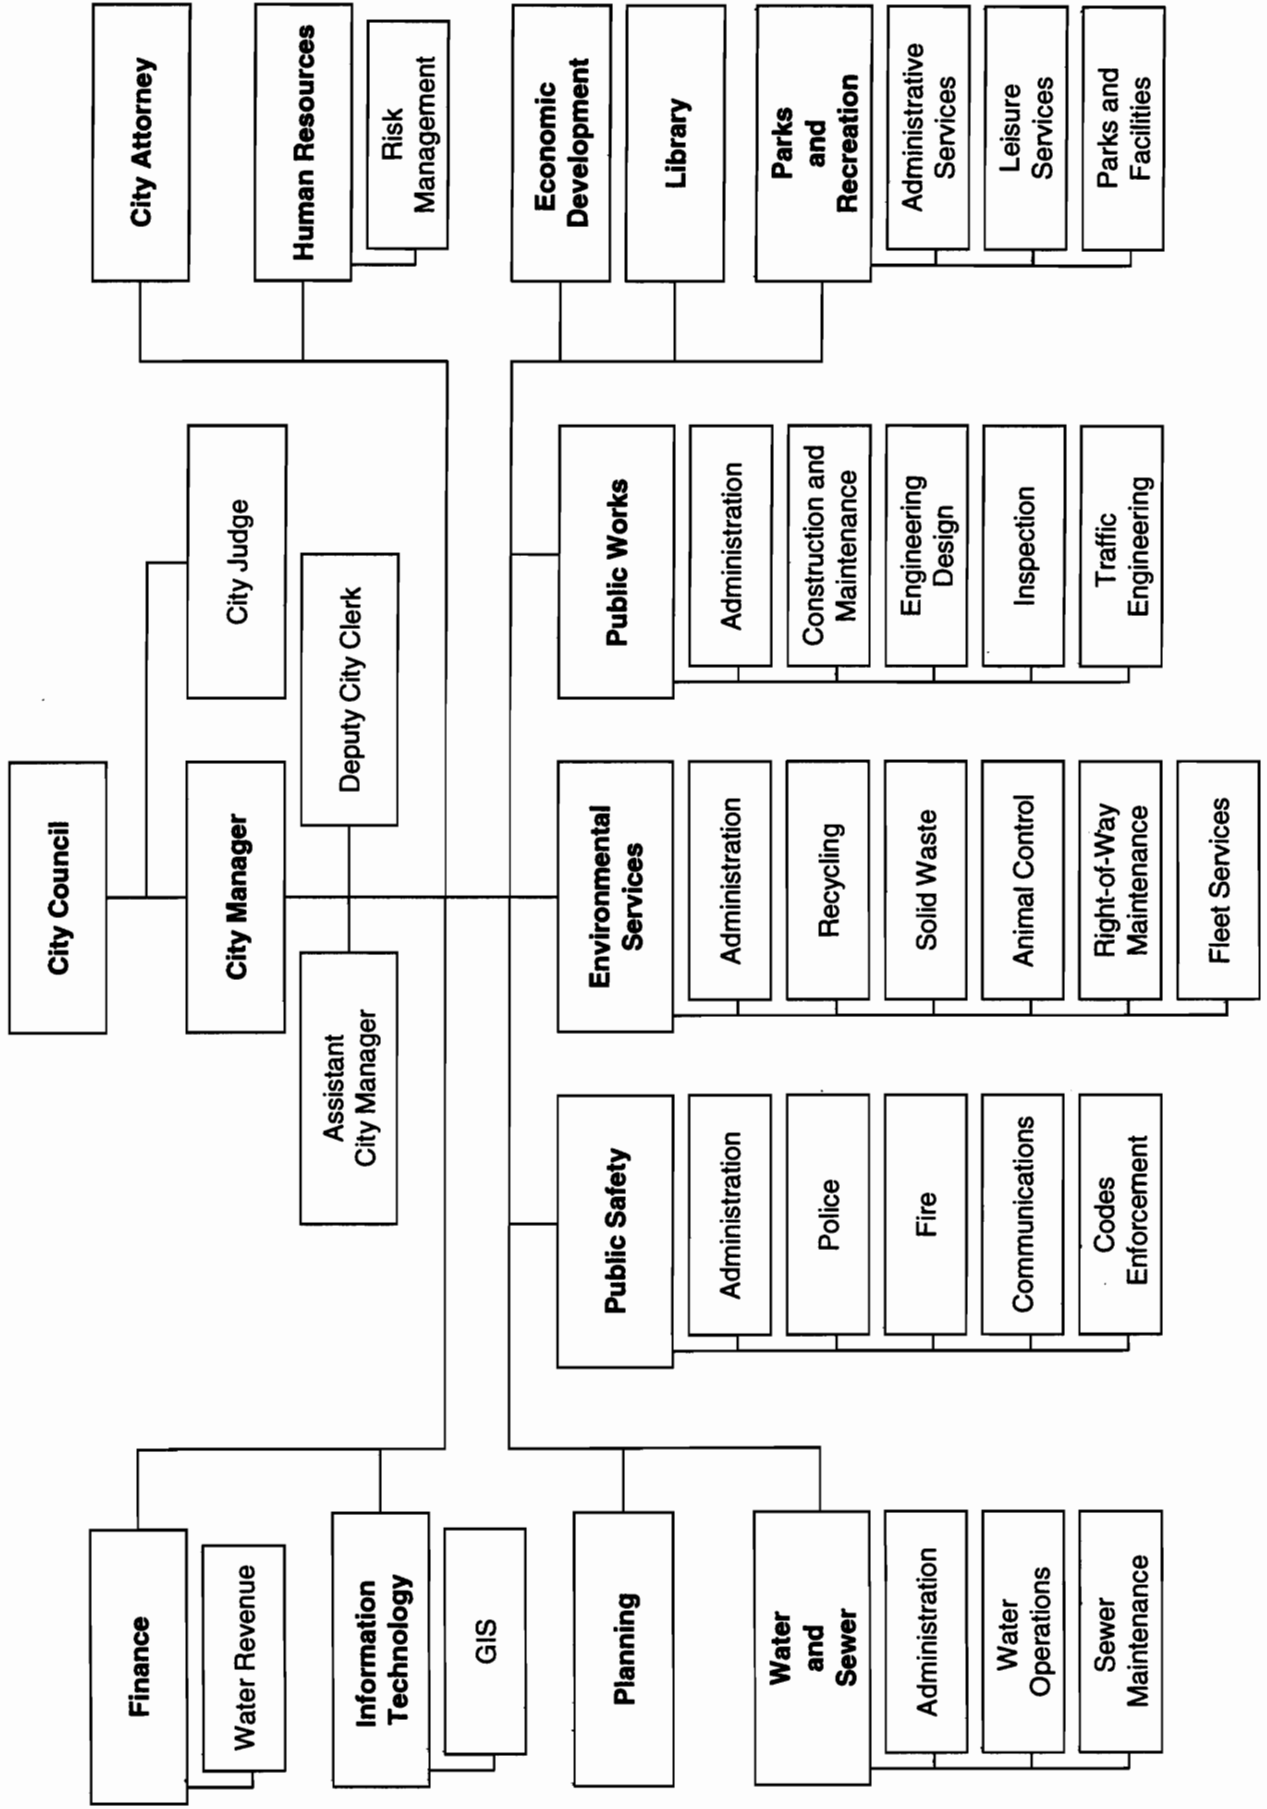 City Council
City Manager
City Judge
Assistant
City Manager
Deputy City Clerk
Finance
Water Revenue
Information
Technology
GIS
City Attorney
Human Resources
Risk
Management
Planning
Water
and
Sewer
Administration
Water
Operations
Sewer
Maintenance
Public Safety
Administration
Police
Fire
Communications
Codes
Enforcement
Environmental
Services
Administration
Recycling
Solid Waste
Animal Control
Right-of-Way
Maintenance
Fleet Services
Public Works
Administration
Construction and
Maintenance
Engineering
Design
Inspection
Traffic
Engineering
Economic
Development
Library
Parks
and
Recreation
Administrative
Services
Leisure
Services
Parks and
Facilities